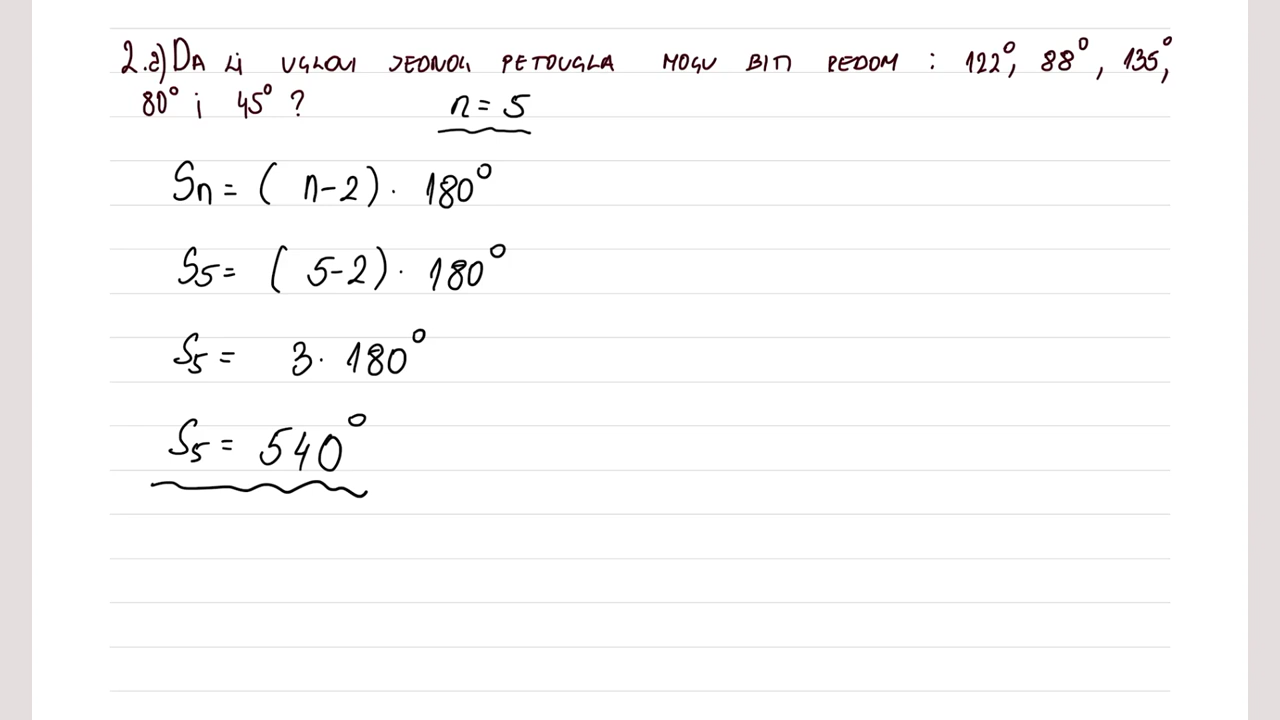 2.a) DA LI UGLOVI JEDNOG PETOUGLA MOGU BITI REDOM : 122°, 88°, 135°,
80° i 45° ? n = 5
Sn = ( n-2) · 180°
S5 = ( 5-2) · 180°
S5 = 3 · 180°
S5 = 540°